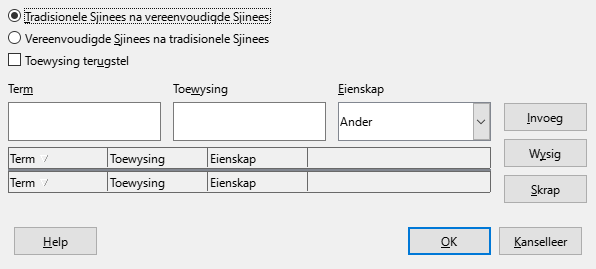 Tradisionele Sjinees na vereenvoudigde Sjinees
Vereenvoudigde Sjinees na tradisionele Sjinees
Toewysing terugstel
Term Toewysing Eienskap
Ander
Invoeg
Wysig
Skrap
Term / Toewysing Eienskap
Term / Toewysing Eienskap
Help OK Kanselleer